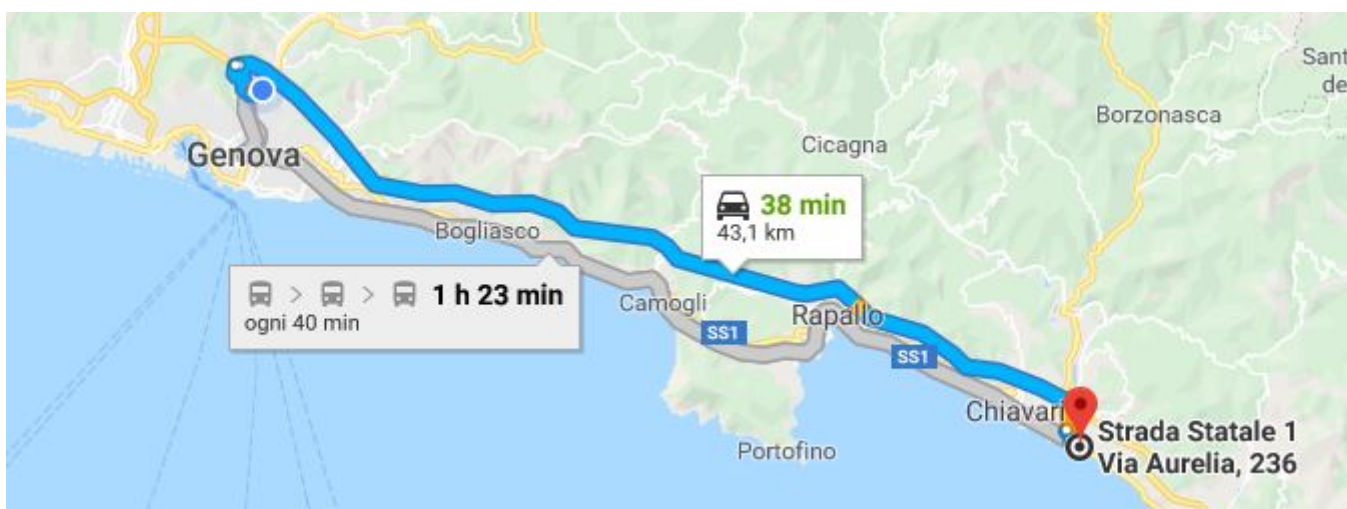 Sant
de
Borzonasca
Cicagna
Genova
38 min
43,1 km
Bogliasco
> > 1 h 23 min
ogni 40 min
Camogli
SS1
Rapallo
SS1
Chiavari
Strada Statale 1
Via Aurelia, 236
Portofino